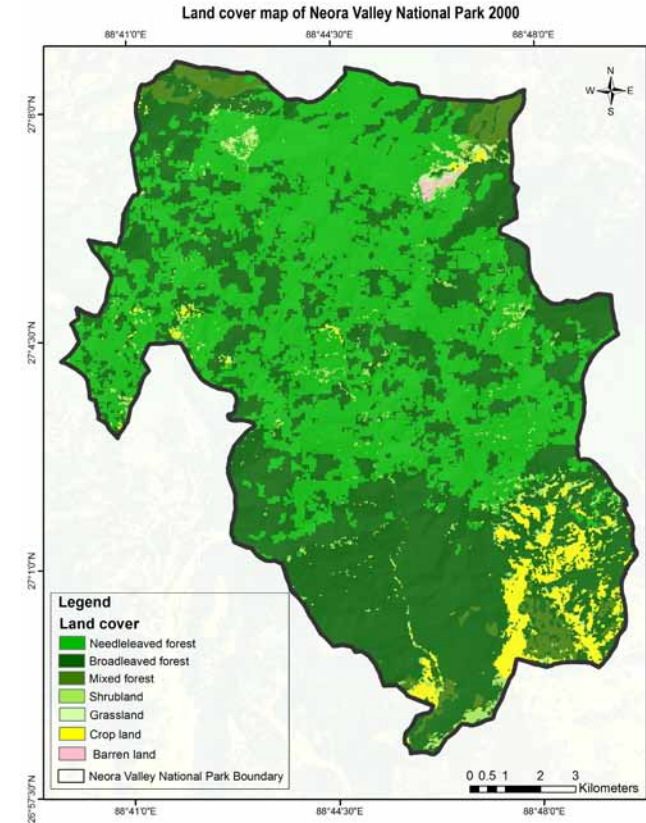 Land cover map of Neora Valley National Park 2000
88°41'0"E 88°44'30"E 88°48'0"E
N
W E
S
27°8'0"N
27°4'30"N
27°1'0"N
26°57'30"N
Legend
Land cover
Needleleaved forest
Broadleaved forest
Mixed forest
Shrubland
Grassland
Crop land
Barren land
Neora Valley National Park Boundary
0 0.5 1 2 3
Kilometers
88°41'0"E 88°44'30"E 88°48'0"E